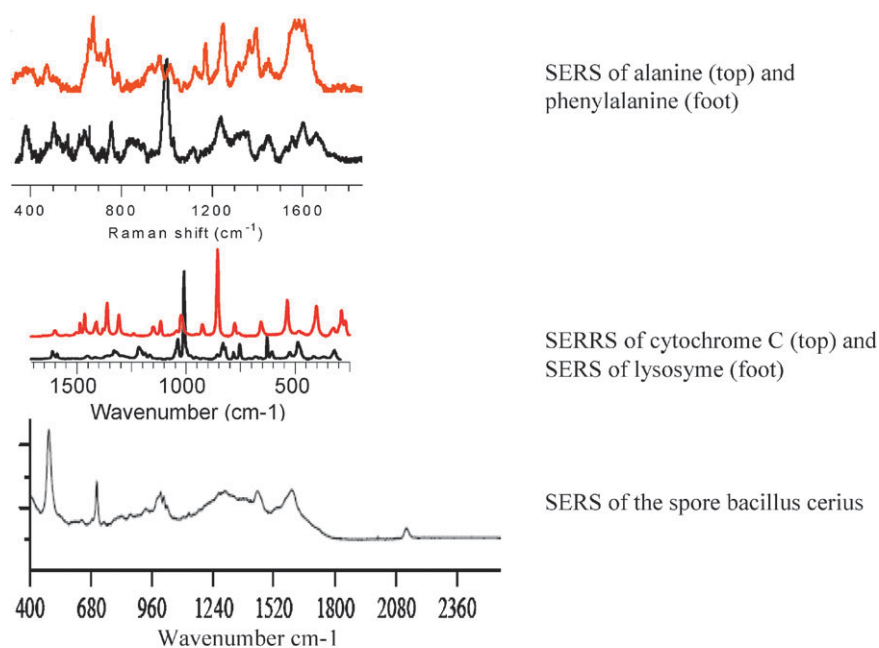 SERS of alanine (top) and
phenylalanine (foot)
400 800 1200 1600
Raman shift (cm-1)
SERRS of cytochrome C (top) and
SERS of lysosyme (foot)
1500 1000 500
Wavenumber (cm-1)
SERS of the spore bacillus cerius
400 680 960 1240 1520 1800 2080 2360
Wavenumber cm-1